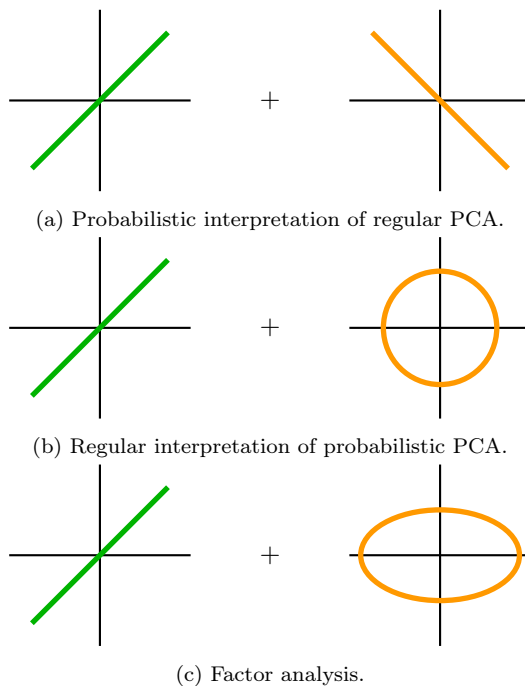 +
(a) Probabilistic interpretation of regular PCA.
+
(b) Regular interpretation of probabilistic PCA.
+
(c) Factor analysis.